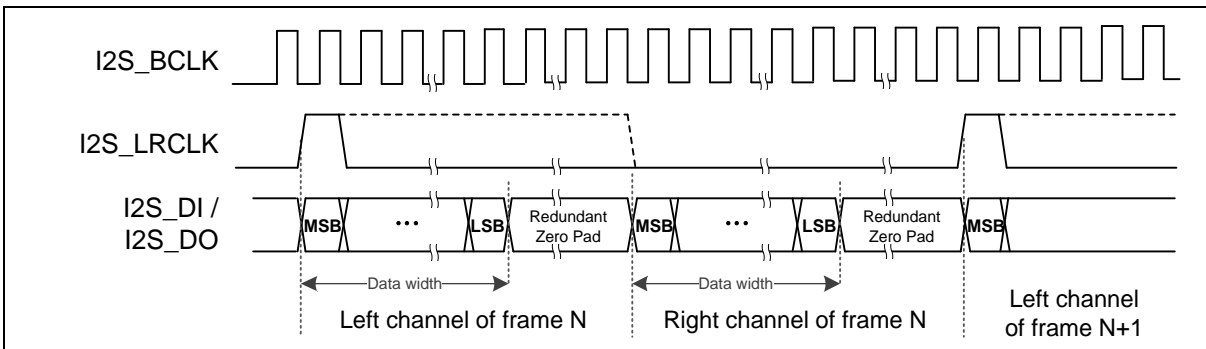 I2S_BCLK
I2S_LRCLK
I2S_DI /
I2S_DO
MSB ... LSB Redundant Zero Pad MSB ... LSB Redundant Zero Pad MSB
Data width Data width
Left channel of frame N Right channel of frame N Left channel of frame N+1